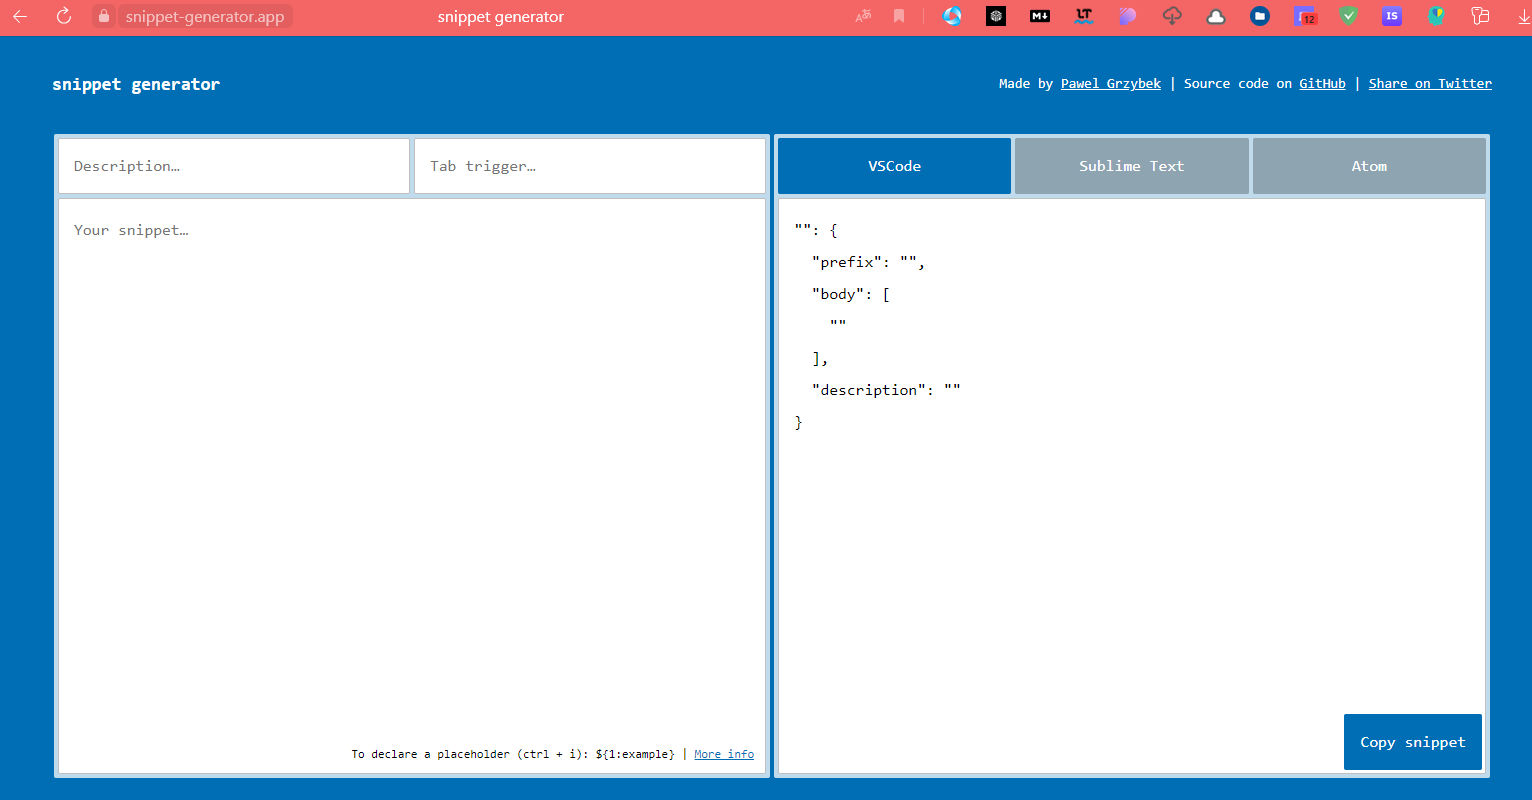 snippet-generator.app
snippet generator
12
IS
snippet generator
Made by Pawel Grzybek | Source code on GitHub | Share on Twitter
Description…
Tab trigger…
VSCode
Sublime Text
Atom
Your snippet…
To declare a placeholder (ctrl + i): ${1:example} | More info
"": {
"prefix": "",
"body": [
""
],
"description": ""
}
Copy snippet